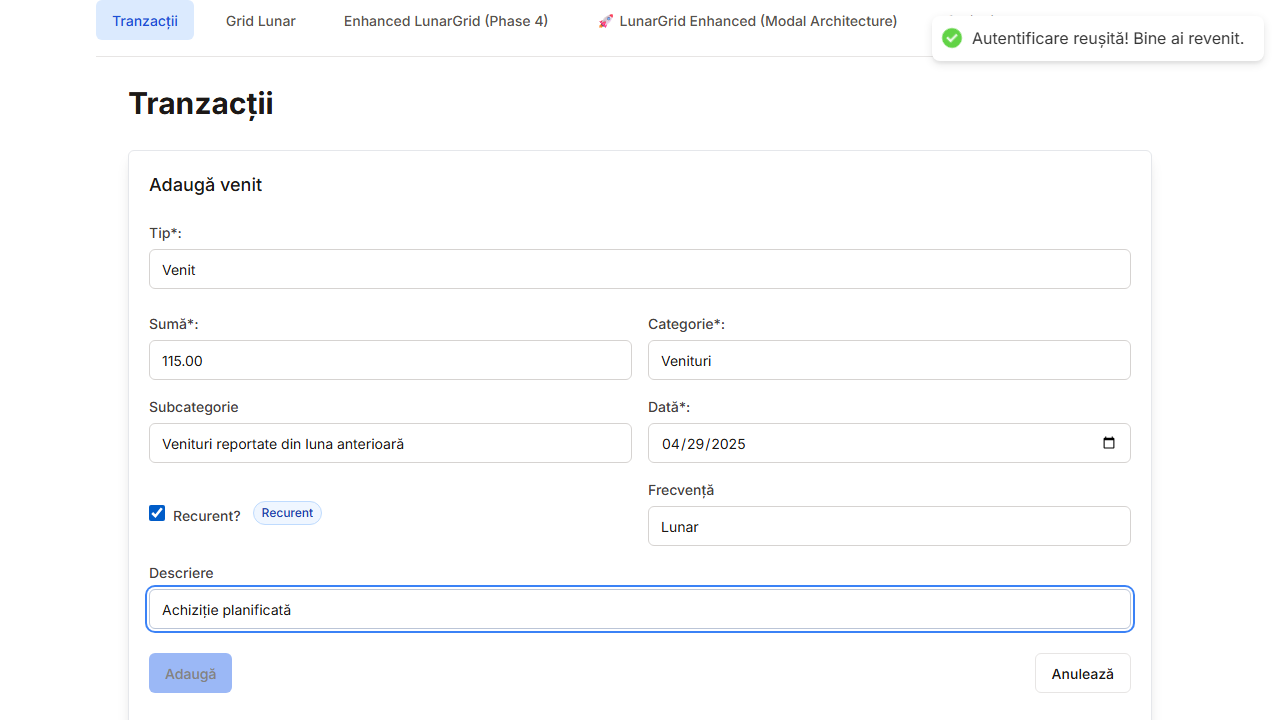 Tranzacții
Grid Lunar
Enhanced LunarGrid (Phase 4)
🚀 LunarGrid Enhanced (Modal Architecture)
Autentificare reușită! Bine ai revenit.
Tranzacții
Adaugă venit
Tip*:
Venit
Sumă*:
Categorie*:
115.00
Venituri
Subcategorie
Dată*:
Venituri reportate din luna anterioară
04/29/2025
Frecvență
Recurent?
Recurent
Lunar
Descriere
Achiziție planificată
Adaugă
Anulează